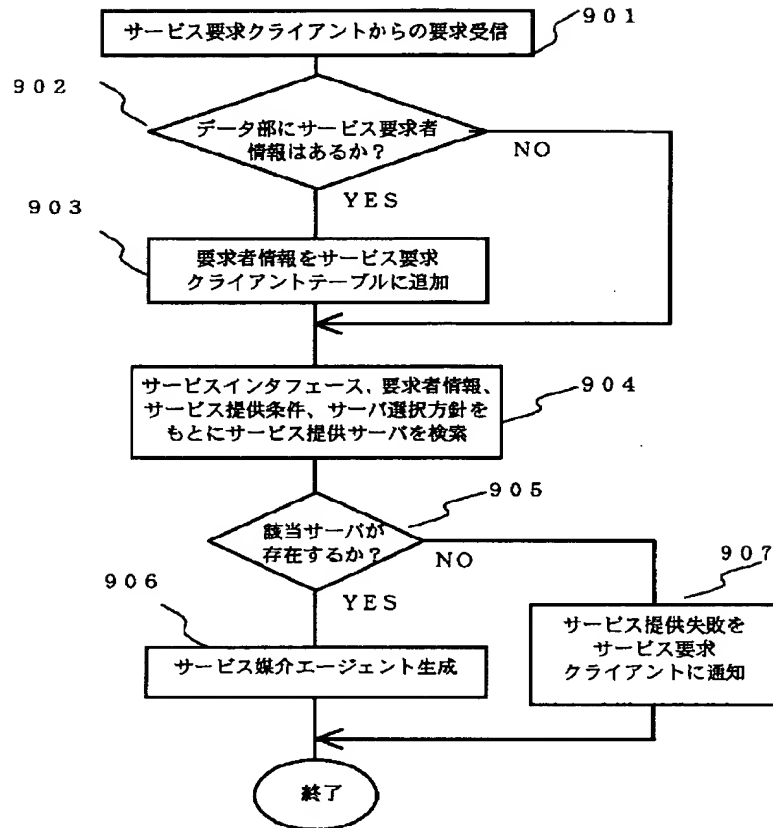 サービス要求クライアントからの要求受信
901
902
データ部にサービス要求者
情報はあるか?
NO
YES
903
要求者情報をサービス要求
クライアントテーブルに追加
サービスインタフェース、要求者情報、
サービス提供条件、サーバ選択方針を
もとにサービス提供サーバを検索
904
905
該当サーバが
存在するか?
NO
907
906
YES
サービス提供失敗を
サービス要求
クライアントに通知
サービス媒介エージェント生成
終了